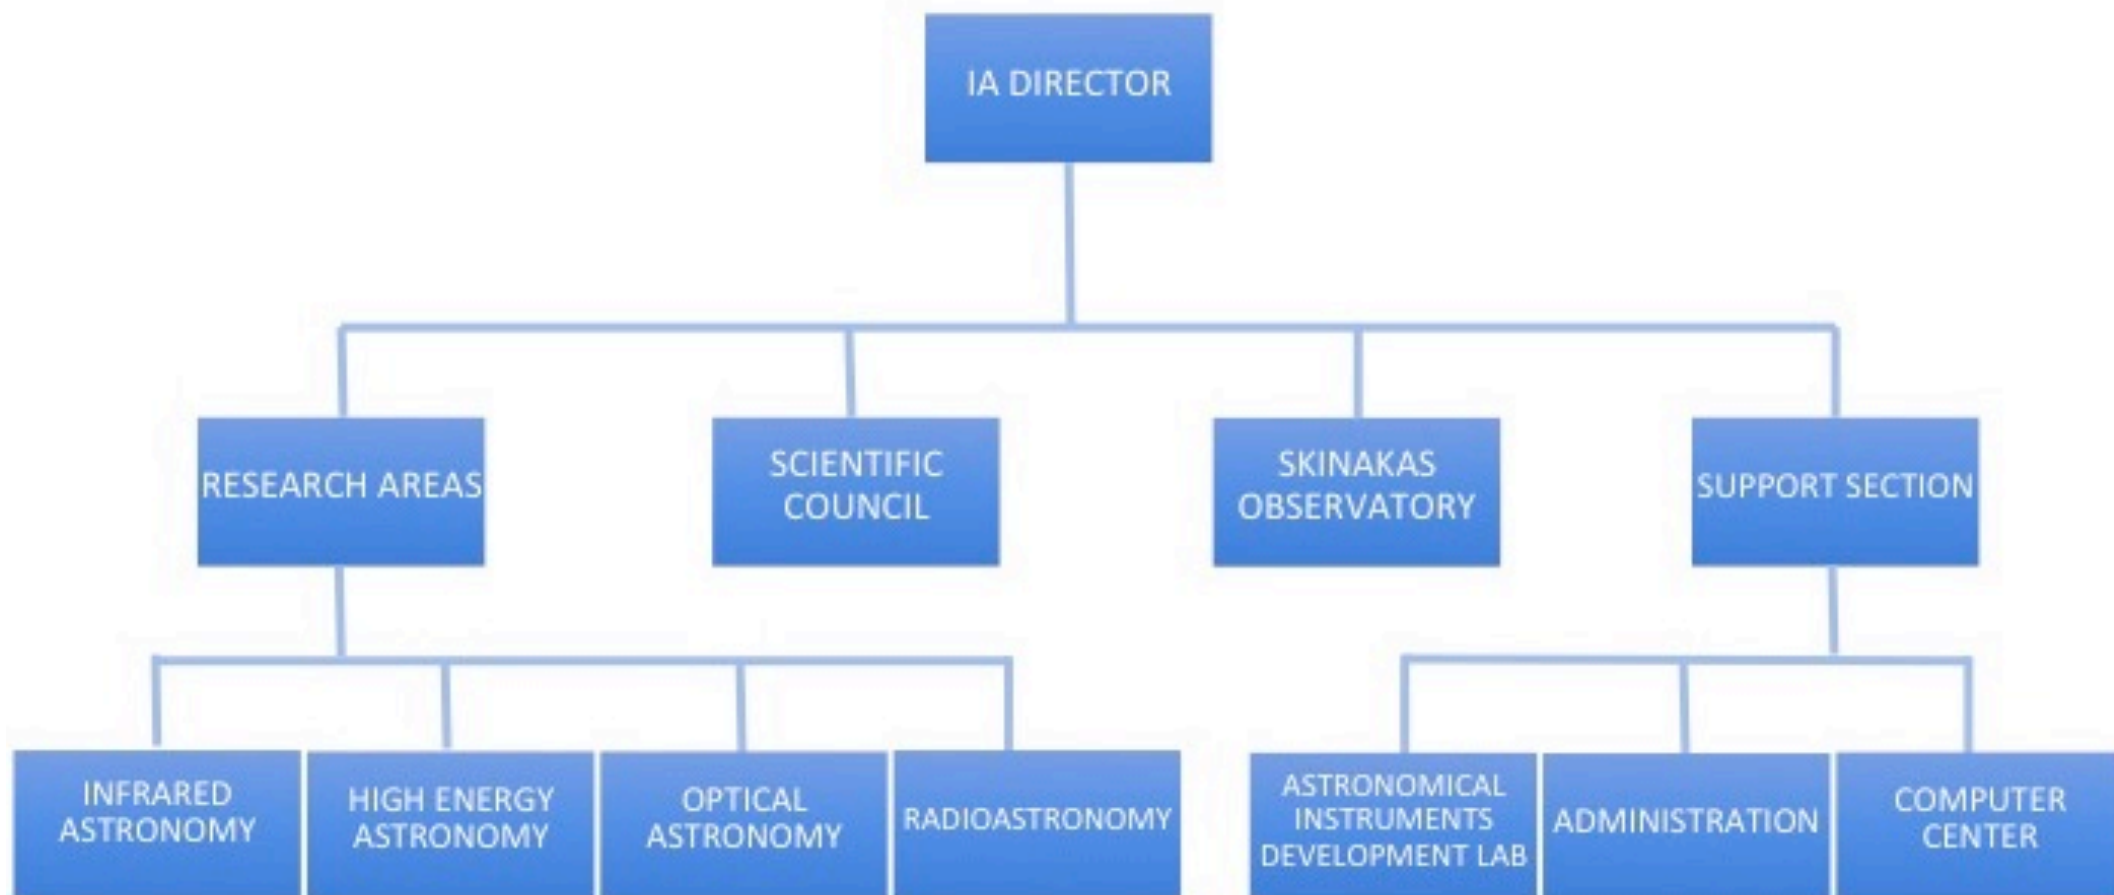 IA DIRECTOR
RESEARCH AREAS
SCIENTIFIC
COUNCIL
SKINAKAS
OBSERVATORY
SUPPORT SECTION
INFRARED
ASTRONOMY
HIGH ENERGY
ASTRONOMY
OPTICAL
ASTRONOMY
RADIOASTRONOMY
ASTRONOMICAL
INSTRUMENTS
DEVELOPMENT LAB
ADMINISTRATION
COMPUTER
CENTER